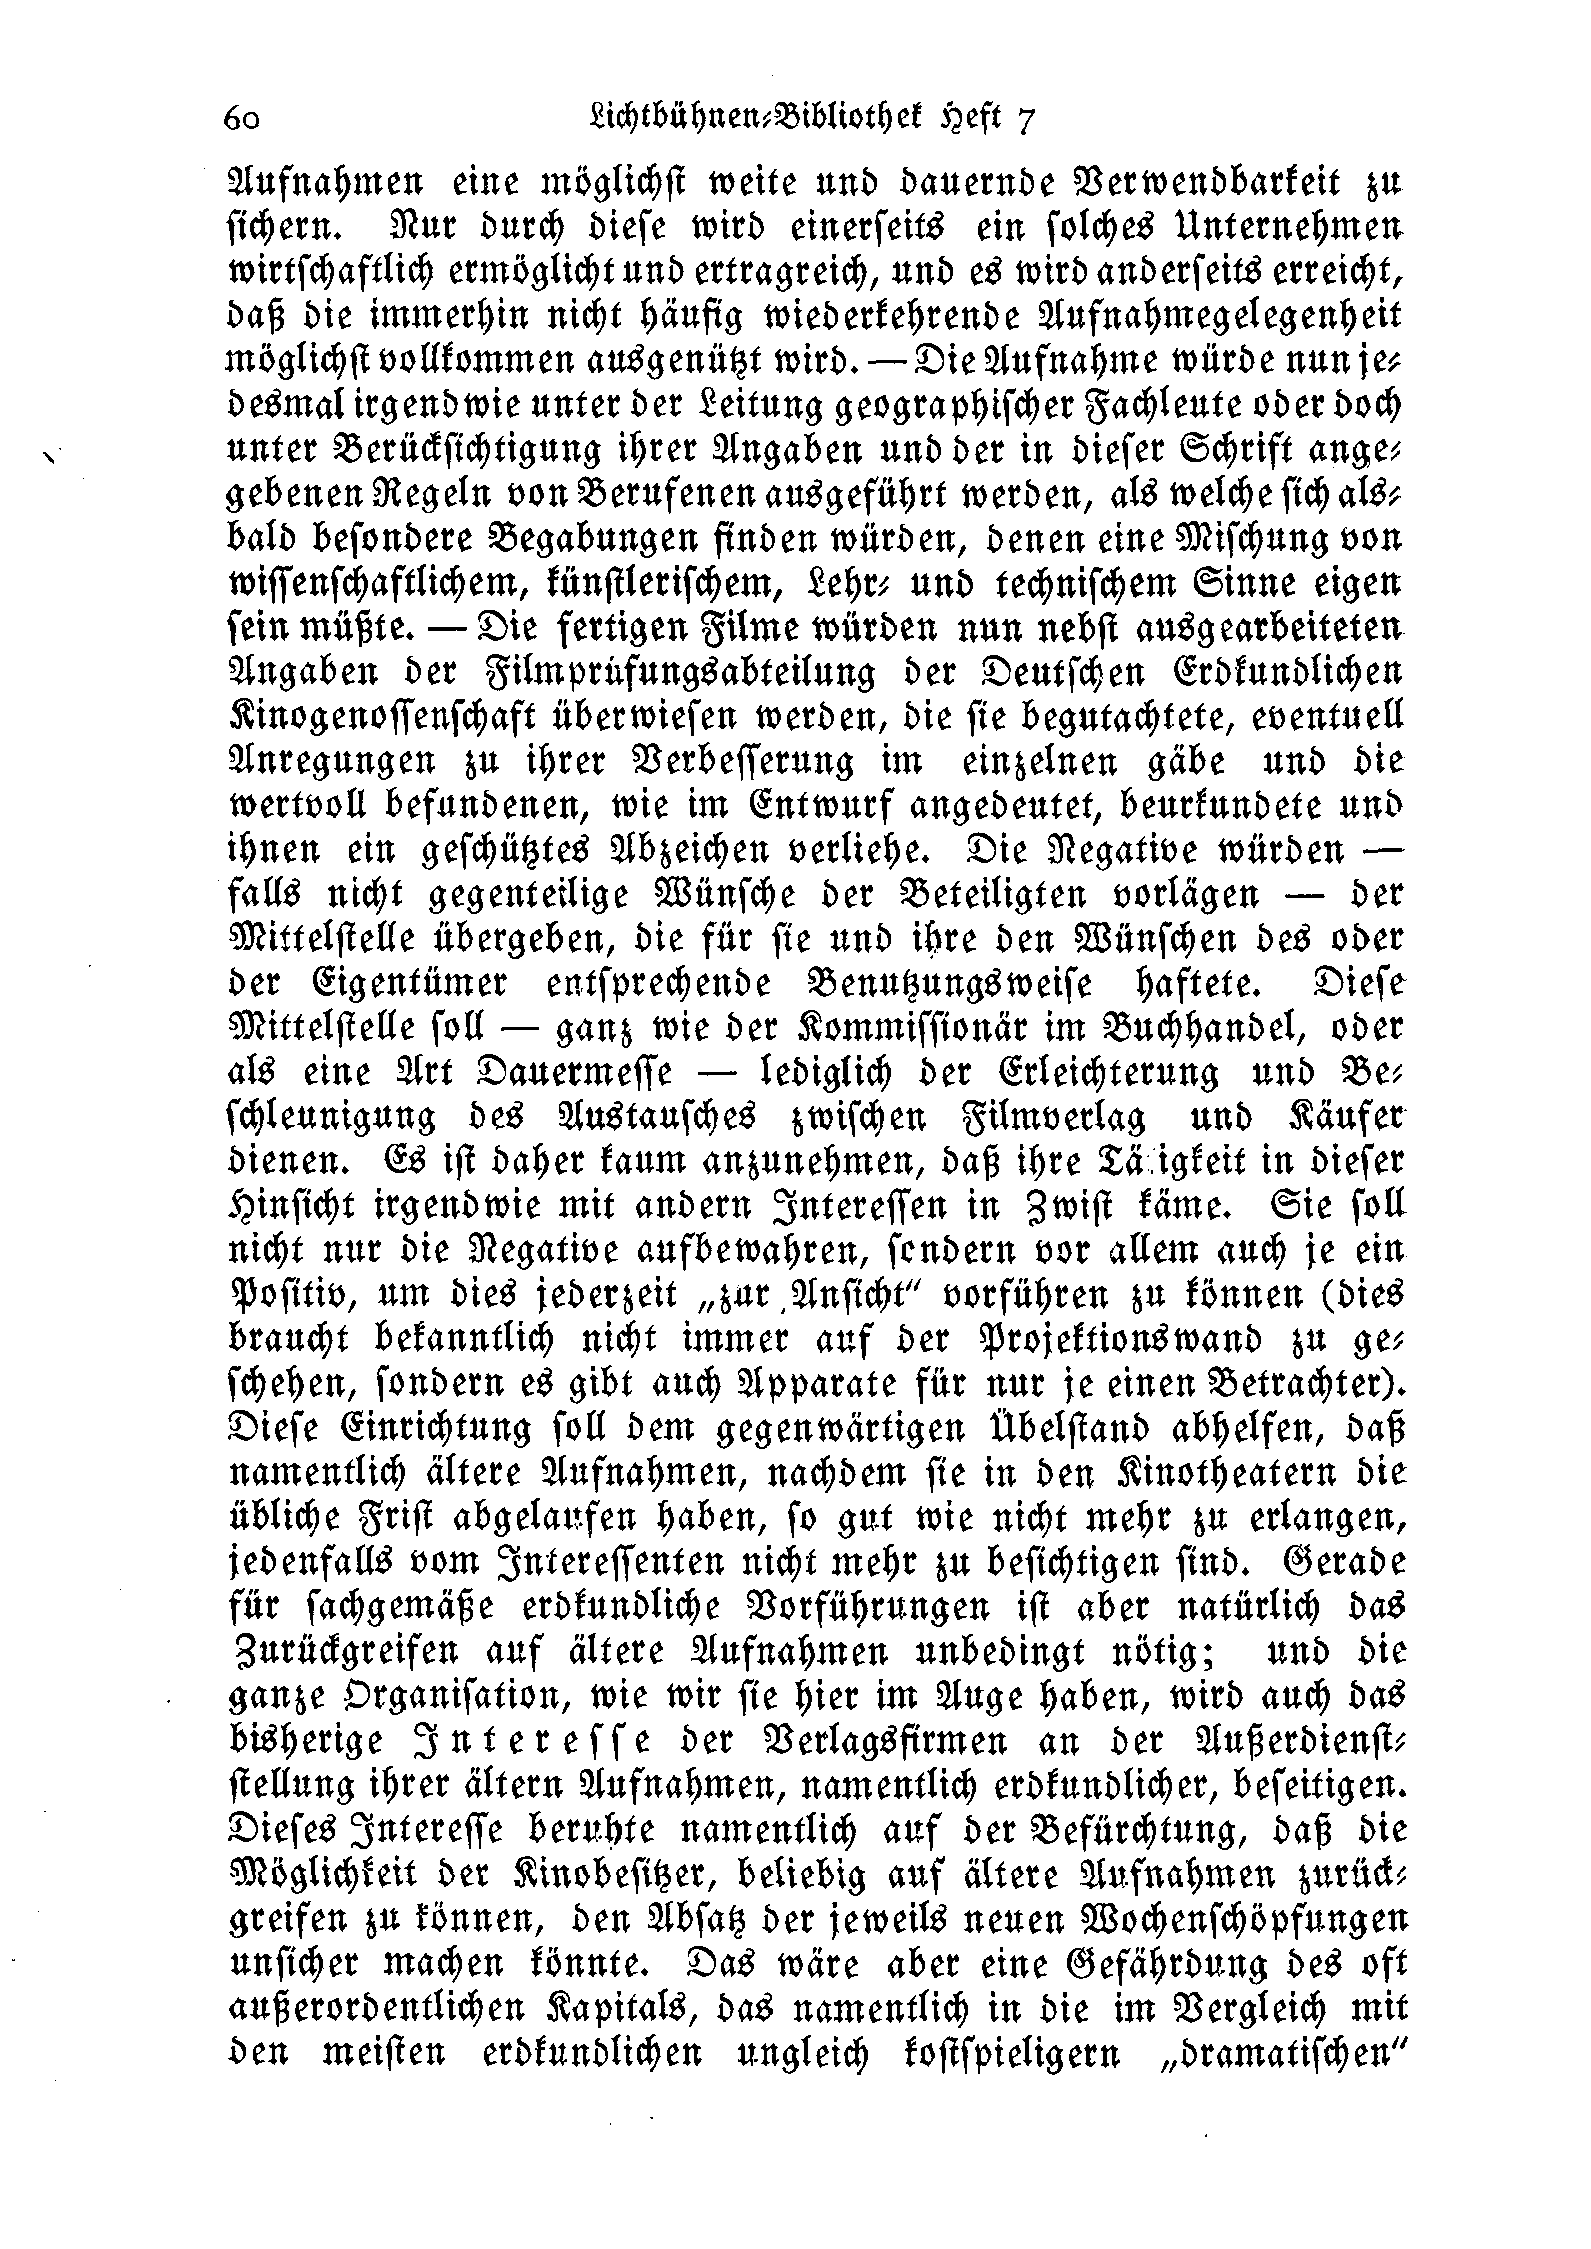 60 Lichtbühnen-Bibliothek Heft 7
Aufnahmen eine möglichst weite und dauernde Verwendbarkeit zu
sichern. Nur durch diese wird einerseits ein solches Unternehmen
wirtschaftlich ermöglicht und ertragreich, und es wird anderseits erreicht,
daß die immerhin nicht häufig wiederkehrende Aufnahmegelegenheit
möglichst vollkommen ausgenützt wird. — Die Aufnahme würde nun je-
desmal irgendwie unter der Leitung geographischer Fachleute oder doch
unter Berücksichtigung ihrer Angaben und der in dieser Schrift ange-
gebenen Regeln von Berufenen ausgeführt werden, als welche sich als-
bald besondere Begabungen finden würden, denen eine Mischung von
wissenschaftlichem, künstlerischem, Lehr- und technischem Sinne eigen
sein müßte. — Die fertigen Filme würden nun nebst ausgearbeiteten
Angaben der Filmprüfungsabteilung der Deutschen Erdkundlichen
Kinogenossenschaft überwiesen werden, die sie begutachtete, eventuell
Anregungen zu ihrer Verbesserung im einzelnen gäbe und die
wertvoll befundenen, wie im Entwurf angedeutet, beurkundete und
ihnen ein geschütztes Abzeichen verliehe. Die Negative würden —
falls nicht gegenteilige Wünsche der Beteiligten vorlägen — der
Mittelstelle übergeben, die für sie und ihre den Wünschen des oder
der Eigentümer entsprechende Benutzungsweise haftete. Diese
Mittelstelle soll — ganz wie der Kommissionär im Buchhandel, oder
als eine Art Dauermesse — lediglich der Erleichterung und Be-
schleunigung des Austausches zwischen Filmverlag und Käufer
dienen. Es ist daher kaum anzunehmen, daß ihre Tätigkeit in dieser
Hinsicht irgendwie mit andern Interessen in Zwist käme. Sie soll
nicht nur die Negative aufbewahren, sondern vor allem auch je ein
Positiv, um dies jederzeit „zur Ansicht“ vorführen zu können (dies
braucht bekanntlich nicht immer auf der Projektionswand zu ge-
schehen, sondern es gibt auch Apparate für nur je einen Betrachter).
Diese Einrichtung soll dem gegenwärtigen Übelstand abhelfen, daß
namentlich ältere Aufnahmen, nachdem sie in den Kinotheatern die
übliche Frist abgelaufen haben, so gut wie nicht mehr zu erlangen,
jedenfalls vom Interessenten nicht mehr zu besichtigen sind. Gerade
für sachgemäße erdkundliche Vorführungen ist aber natürlich das
Zurückgreifen auf ältere Aufnahmen unbedingt nötig; und die
ganze Organisation, wie wir sie hier im Auge haben, wird auch das
bisherige Interesse der Verlagsfirmen an der Außerdienst-
stellung ihrer ältern Aufnahmen, namentlich erdkundlicher, beseitigen.
Dieses Interesse beruhte namentlich auf der Befürchtung, daß die
Möglichkeit der Kinobesitzer, beliebig auf ältere Aufnahmen zurück-
greifen zu können, den Absatz der jeweils neuen Wochenschöpfungen
unsicher machen könnte. Das wäre aber eine Gefährdung des oft
außerordentlichen Kapitals, das namentlich in die im Vergleich mit
den meisten erdkundlichen ungleich kostspieligern „dramatischen“